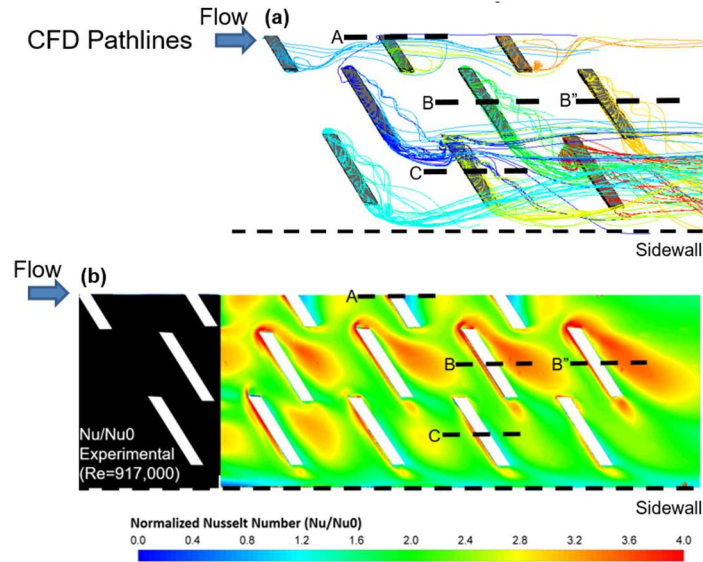 Flow
(a)
CFD Pathlines
A
B
B"
C
Sidewall
Flow
(b)
A
B
B"
C
Nu/Nu0
Experimental
(Re=917,000)
Sidewall
Normalized Nusselt Number (Nu/Nu0)
0.0 0.4 0.8 1.2 1.6 2.0 2.4 2.8 3.2 3.6 4.0